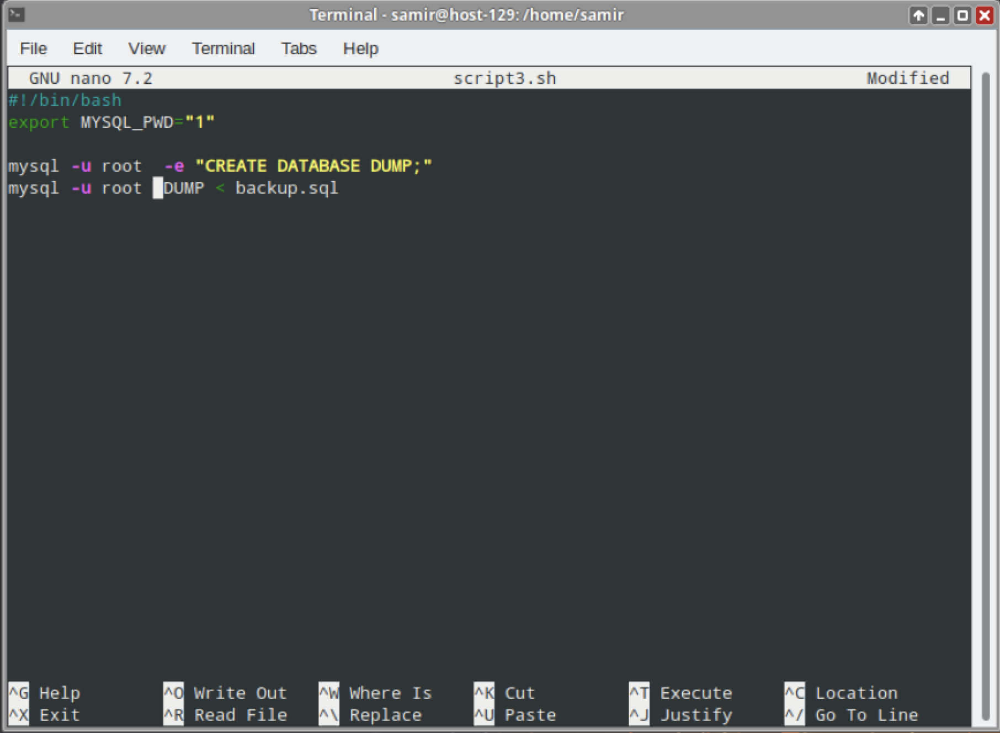 Terminal - samir@host-129: /home/samir
File Edit View Terminal Tabs Help
GNU nano 7.2 script3.sh Modified
#!/bin/bash
export MYSQL_PWD="1"
mysql -u root  -e "CREATE DATABASE DUMP;"
mysql -u root  DUMP < backup.sql
^G Help ^O Write Out ^W Where Is ^K Cut ^T Execute ^C Location
^X Exit ^R Read File ^\ Replace ^U Paste ^J Justify ^/ Go To Line